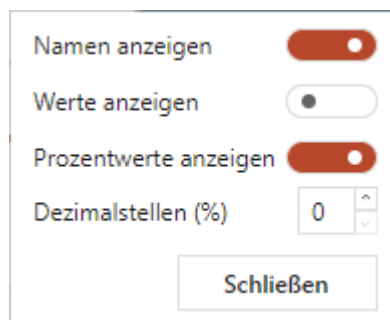 Namen anzeigen
Werte anzeigen
Prozentwerte anzeigen
Dezimalstellen (%) 0
Schließen